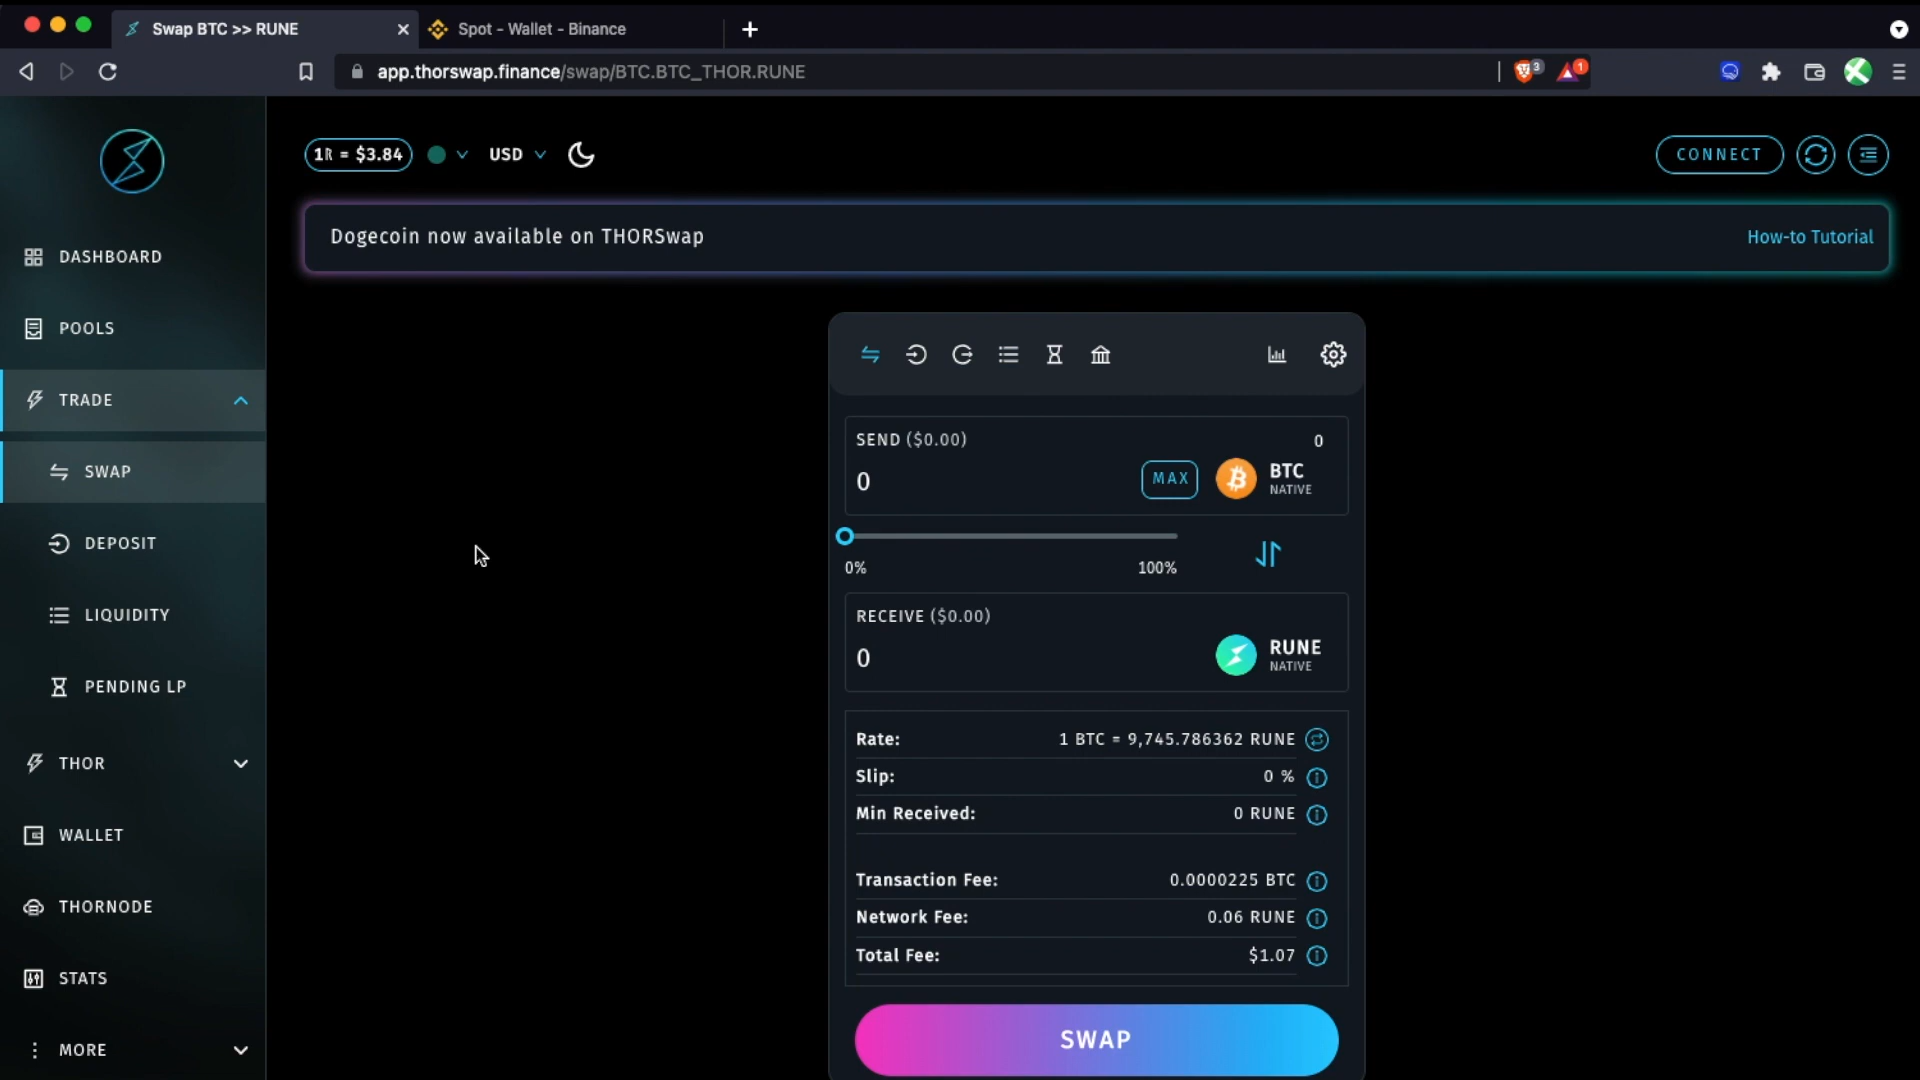 Swap BTC >> RUNE
Spot - Wallet - Binance
app.thorswap.finance/swap/BTC.BTC_THOR.RUNE
3
1
1R = $3.84
USD
CONNECT
Dogecoin now available on THORSwap
How-to Tutorial
DASHBOARD
POOLS
TRADE
SWAP
DEPOSIT
LIQUIDITY
PENDING LP
THOR
WALLET
THORNODE
STATS
MORE
SEND ($0.00)
0
0
MAX
BTC
NATIVE
0%
100%
RECEIVE ($0.00)
0
RUNE
NATIVE
Rate:
1 BTC = 9,745.786362 RUNE
Slip:
0 %
Min Received:
0 RUNE
Transaction Fee:
0.0000225 BTC
Network Fee:
0.06 RUNE
Total Fee:
$1.07
SWAP